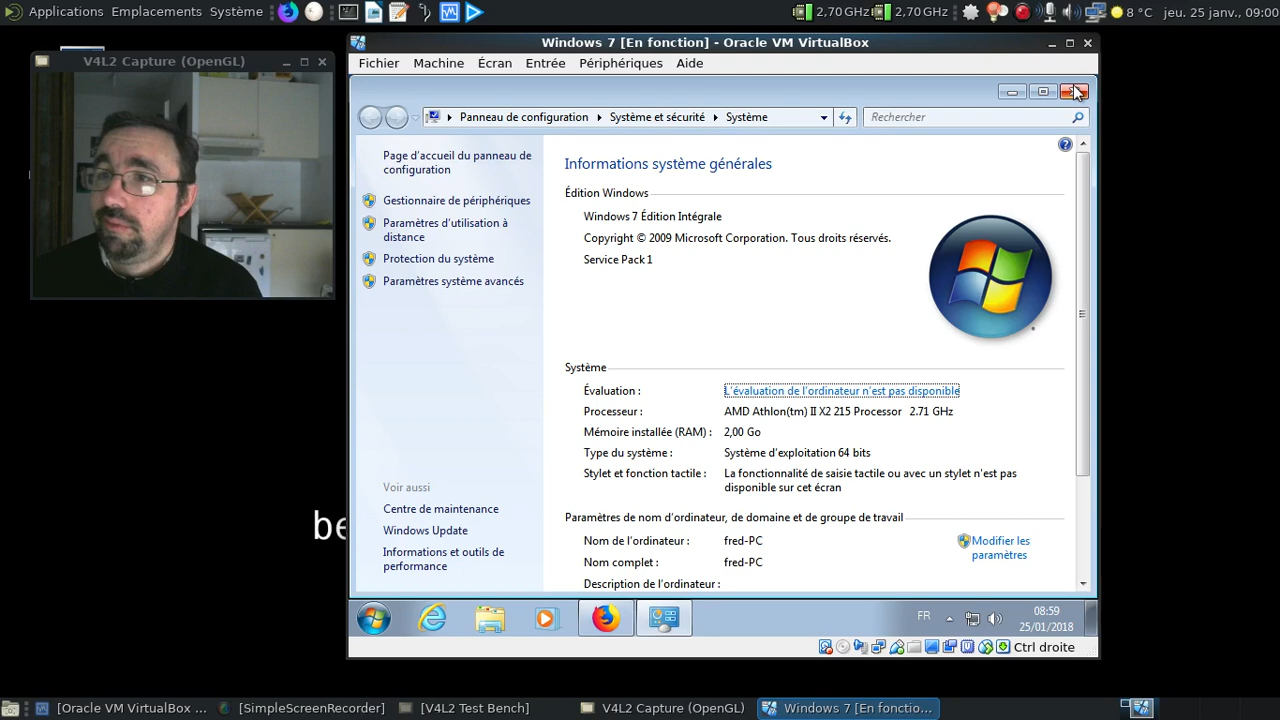 Applications Emplacements Système
2,70 GHz 2,70 GHz 8 °C jeu. 25 janv., 09:00
V4L2 Capture (OpenGL)
Windows 7 [En fonction] - Oracle VM VirtualBox
Fichier Machine Écran Entrée Périphériques Aide
Panneau de configuration Système et sécurité Système
Rechercher
Page d'accueil du panneau de
configuration
Gestionnaire de périphériques
Paramètres d'utilisation à
distance
Protection du système
Paramètres système avancés
Voir aussi
Centre de maintenance
Windows Update
Informations et outils de
performance
Informations système générales
Édition Windows
Windows 7 Édition Intégrale
Copyright © 2009 Microsoft Corporation. Tous droits réservés.
Service Pack 1
Système
Évaluation : L'évaluation de l'ordinateur n'est pas disponible
Processeur : AMD Athlon(tm) II X2 215 Processor 2.71 GHz
Mémoire installée (RAM) : 2,00 Go
Type du système : Système d'exploitation 64 bits
Stylet et fonction tactile : La fonctionnalité de saisie tactile ou avec un stylet n'est pas
disponible sur cet écran
Paramètres de nom d'ordinateur, de domaine et de groupe de travail
Nom de l'ordinateur : fred-PC
Modifier les
paramètres
Nom complet : fred-PC
Description de l'ordinateur :
be
FR 08:59
25/01/2018
Ctrl droite
[Oracle VM VirtualBox ... [SimpleScreenRecorder] [V4L2 Test Bench] V4L2 Capture (OpenGL) Windows 7 [En fonctio...